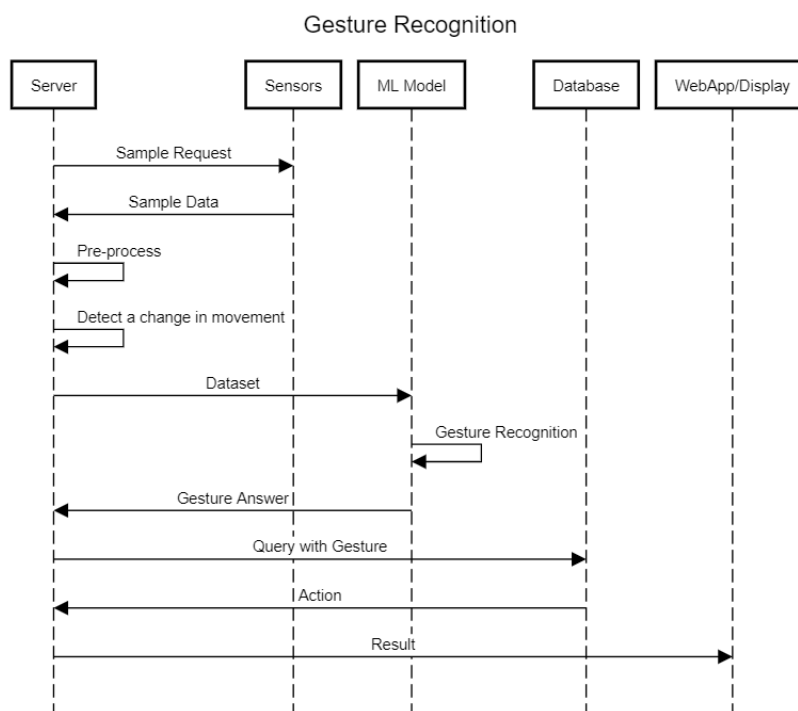 Gesture Recognition
Server
Sensors
ML Model
Database
WebApp/Display
Sample Request
Sample Data
Pre-process
Detect a change in movement
Dataset
Gesture Recognition
Gesture Answer
Query with Gesture
Action
Result